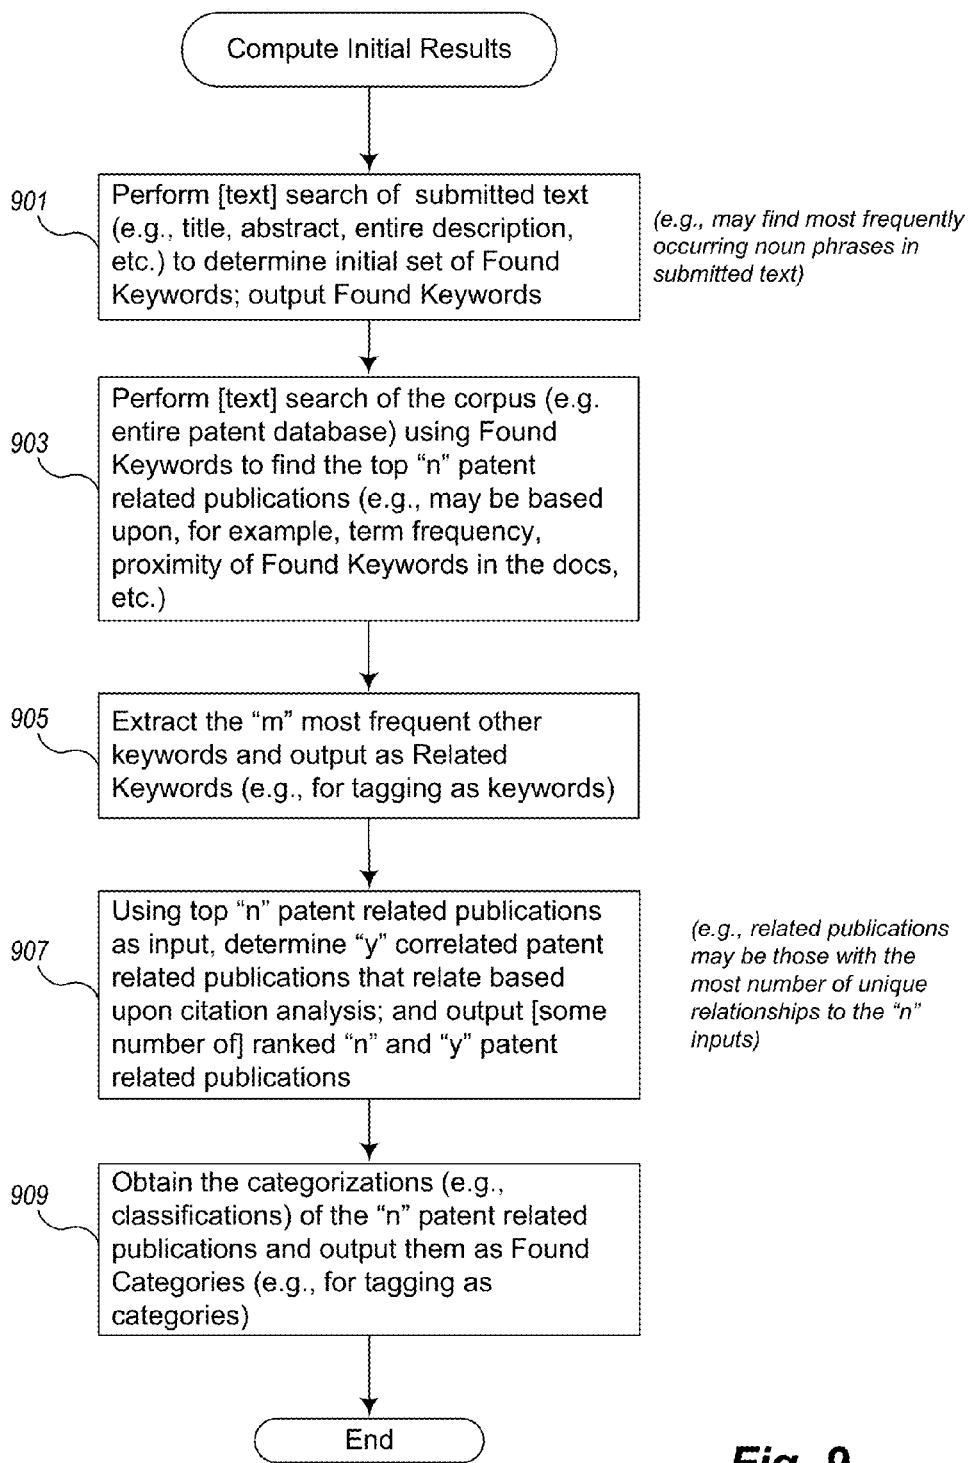 Compute Initial Results
901
Perform [text] search of submitted text
(e.g., title, abstract, entire description,
etc.) to determine initial set of Found
Keywords; output Found Keywords
(e.g., may find most frequently
occurring noun phrases in
submitted text)
903
Perform [text] search of the corpus (e.g.
entire patent database) using Found
Keywords to find the top “n” patent
related publications (e.g., may be based
upon, for example, term frequency,
proximity of Found Keywords in the docs,
etc.)
905
Extract the “m” most frequent other
keywords and output as Related
Keywords (e.g., for tagging as keywords)
907
Using top “n” patent related publications
as input, determine “y” correlated patent
related publications that relate based
upon citation analysis; and output [some
number of] ranked “n” and “y” patent
related publications
(e.g., related publications
may be those with the
most number of unique
relationships to the “n”
inputs)
909
Obtain the categorizations (e.g.,
classifications) of the “n” patent related
publications and output them as Found
Categories (e.g., for tagging as
categories)
End
Fig. 9